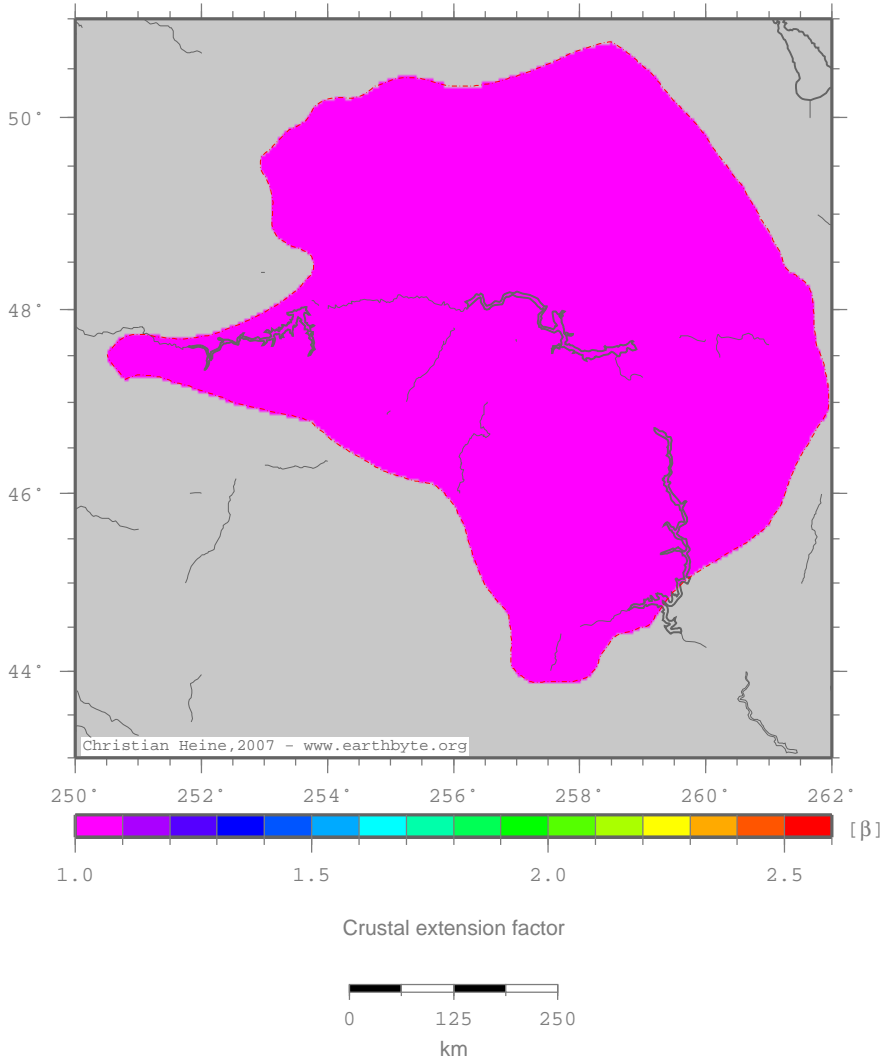 50°
48°
46°
44°
Christian Heine,2007 - www.earthbyte.org
250° 252° 254° 256° 258° 260° 262°
[β]
1.0 1.5 2.0 2.5
Crustal extension factor
0 125 250
km